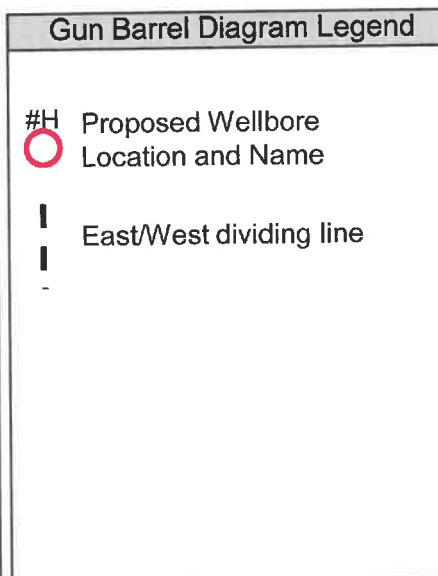 Gun Barrel Diagram Legend
#H Proposed Wellbore
Location and Name
East/West dividing line